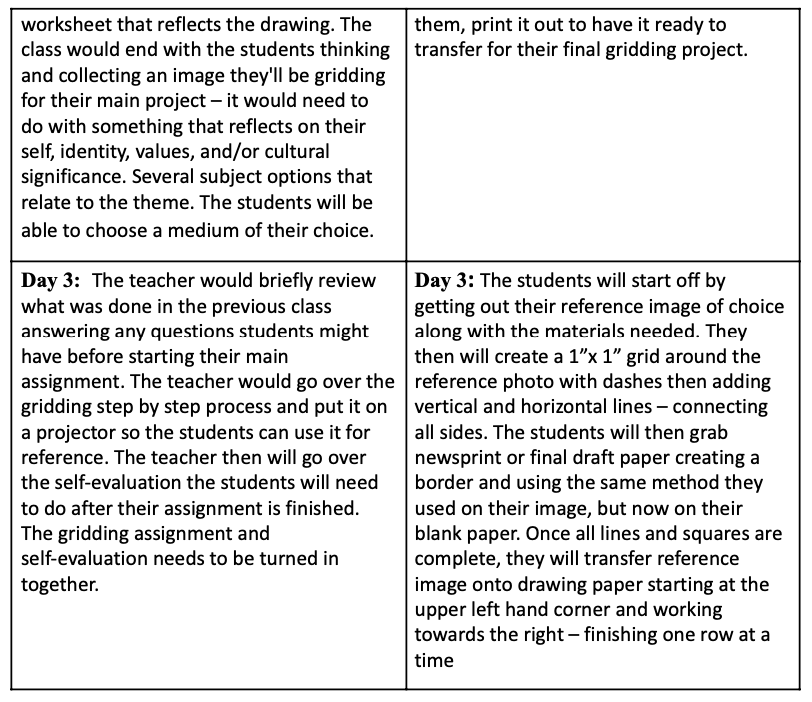 worksheet that reflects the drawing. The
class would end with the students thinking
and collecting an image they'll be gridding
for their main project – it would need to
do with something that reflects on their
self, identity, values, and/or cultural
significance. Several subject options that
relate to the theme. The students will be
able to choose a medium of their choice.
them, print it out to have it ready to
transfer for their final gridding project.
Day 3: The teacher would briefly review
what was done in the previous class
answering any questions students might
have before starting their main
assignment. The teacher would go over the
gridding step by step process and put it on
a projector so the students can use it for
reference. The teacher then will go over
the self-evaluation the students will need
to do after their assignment is finished.
The gridding assignment and
self-evaluation needs to be turned in
together.
Day 3: The students will start off by
getting out their reference image of choice
along with the materials needed. They
then will create a 1”x 1” grid around the
reference photo with dashes then adding
vertical and horizontal lines – connecting
all sides. The students will then grab
newsprint or final draft paper creating a
border and using the same method they
used on their image, but now on their
blank paper. Once all lines and squares are
complete, they will transfer reference
image onto drawing paper starting at the
upper left hand corner and working
towards the right – finishing one row at a
time